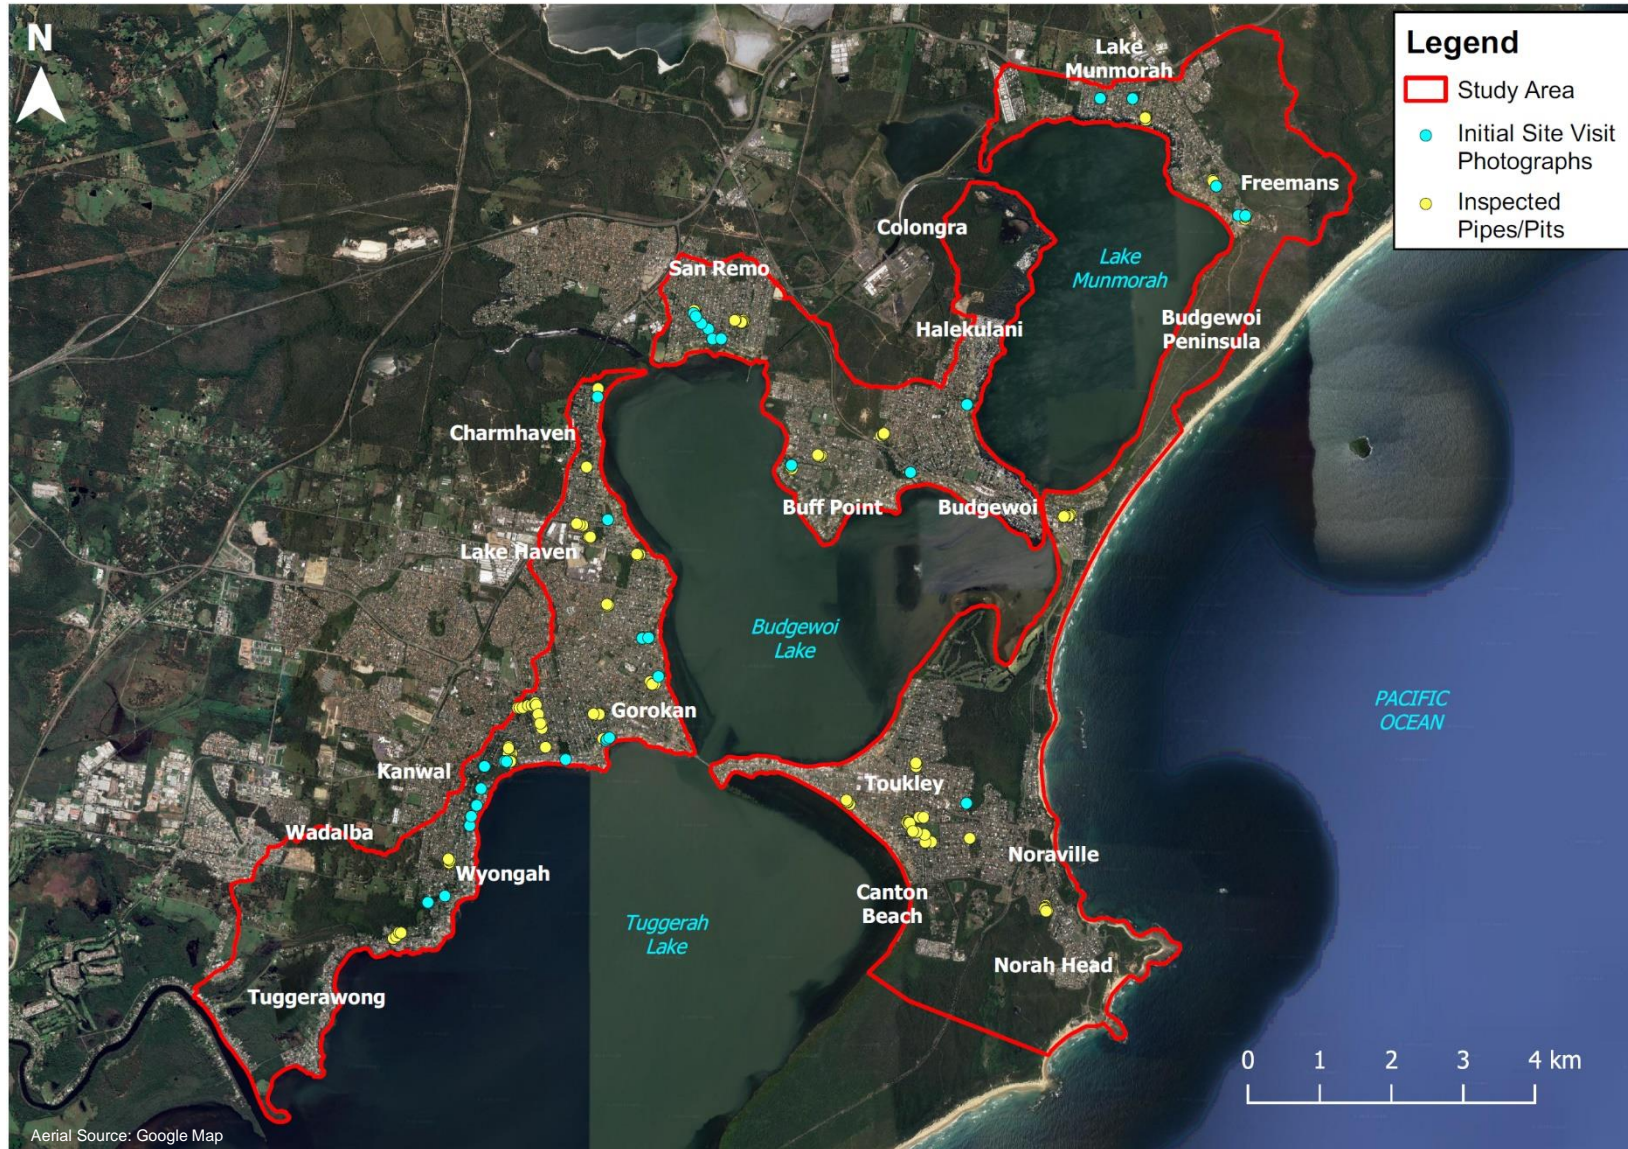 N
Lake
Munmorah
Legend
Study Area
Initial Site Visit
Photographs
Inspected
Pipes/Pits
Freemans
Colongra
Lake
Munmorah
San Remo
Halekulani
Budgewoi
Peninsula
Charmhaven
Buff Point
Budgewoi
Lake Haven
Budgewoi
Lake
PACIFIC
OCEAN
Gorokan
Kanwal
Toukley
Wadalba
Noraville
Wyongah
Canton
Beach
Tuggerah
Lake
Norah Head
Tuggerawong
0 1 2 3 4 km
Aerial Source: Google Map